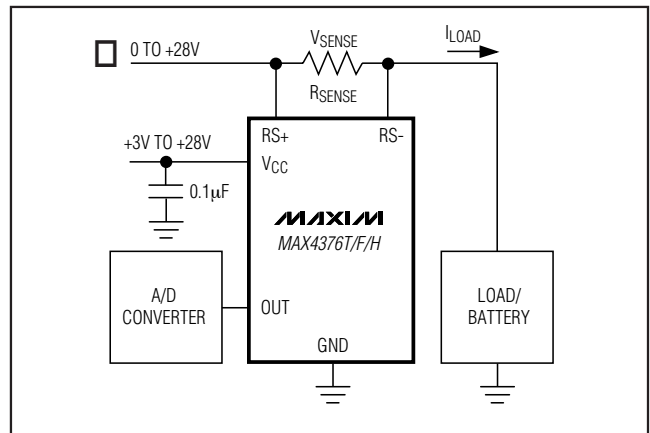 0 TO +28V
VSENSE
ILOAD
RSENSE
RS+
RS-
+3V TO +28V
VCC
0.1µF
MAXIM
MAX4376T/F/H
A/D
CONVERTER
OUT
LOAD/
BATTERY
GND